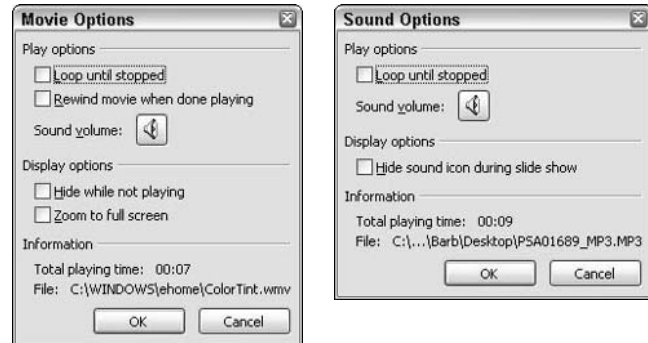 Movie Options
Play options
Loop until stopped
Rewind movie when done playing
Sound volume:
Display options
Hide while not playing
Zoom to full screen
Information
Total playing time: 00:07
File: C:\WINDOWS\ehome\ColorTint.wmv
OK Cancel
Sound Options
Play options
Loop until stopped
Sound volume:
Display options
Hide sound icon during slide show
Information
Total playing time: 00:09
File: C:\...\Barb\Desktop\PSA01689_MP3.MP3
OK Cancel